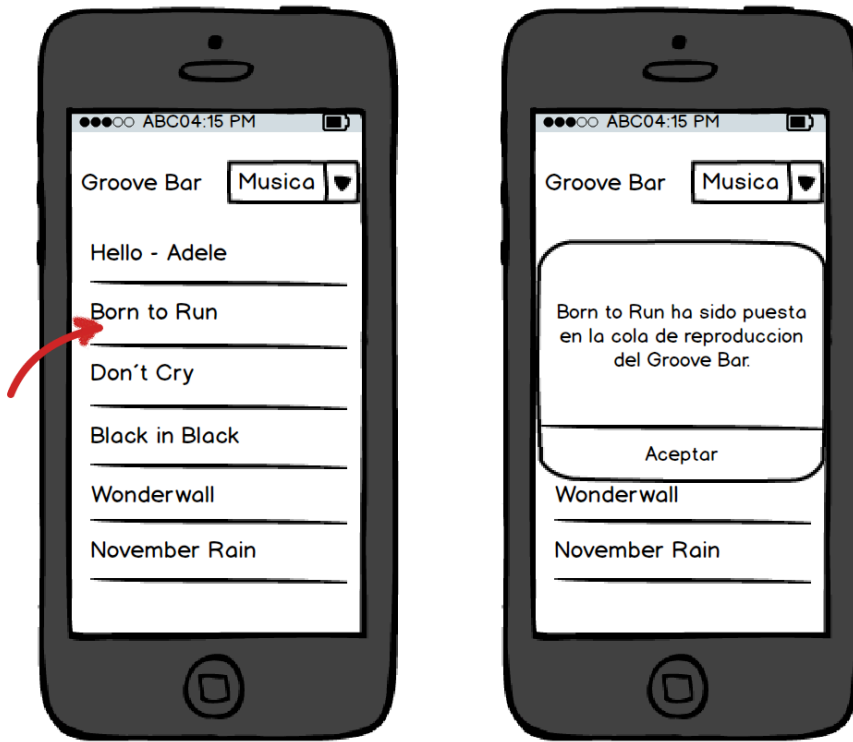 ABC04:15 PM
Groove Bar Musica
Hello - Adele
Born to Run
Don´t Cry
Black in Black
Wonderwall
November Rain
ABC04:15 PM
Groove Bar Musica
Born to Run ha sido puesta
en la cola de reproduccion
del Groove Bar.
Aceptar
Wonderwall
November Rain